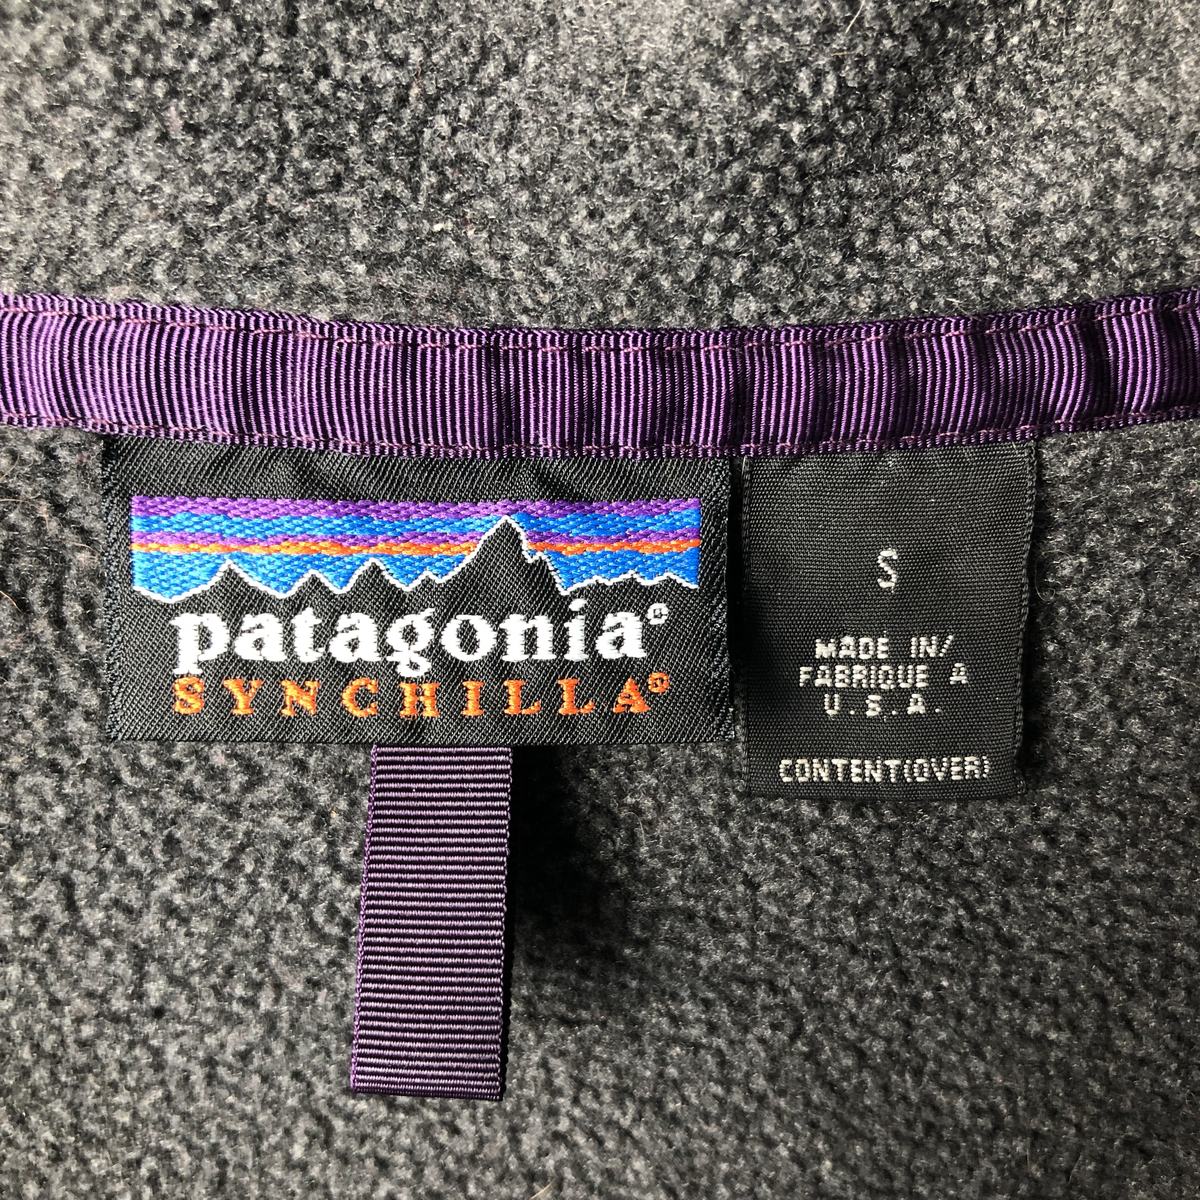 patagonia®
SYNCHILLA®
S
MADE IN/
FABRIQUE A
U.S.A.
CONTENT(OVER)